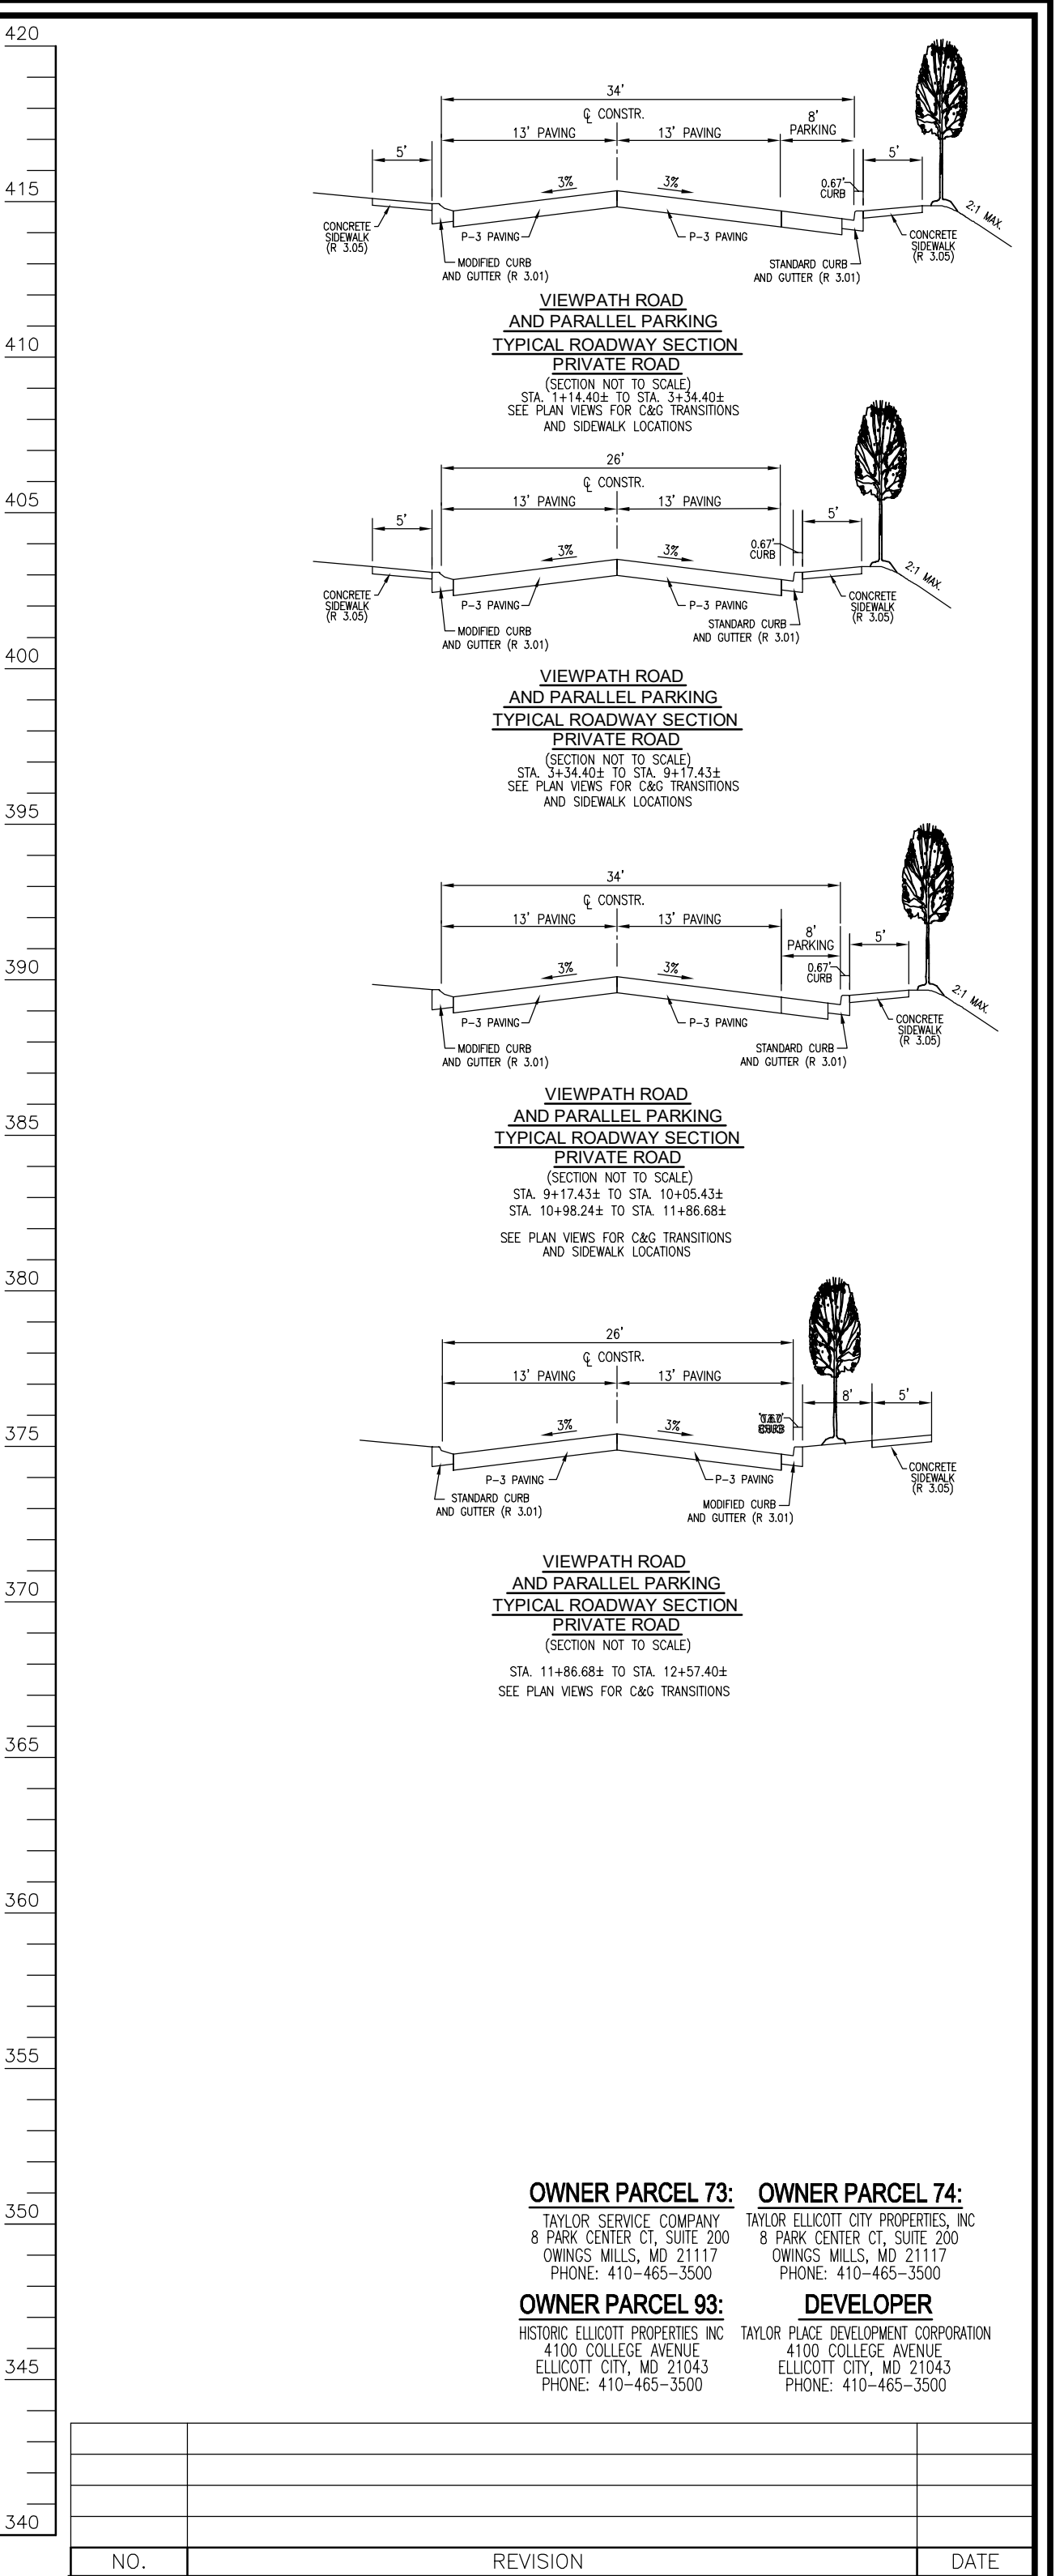 420
415
410
405
400
395
390
385
380
375
370
365
360
355
350
345
340
34'
℄ CONSTR.
13' PAVING
13' PAVING
8'
PARKING
5'
5'
0.67'
CURB
3%
3%
2:1 MAX.
CONCRETE
SIDEWALK
(R 3.05)
P-3 PAVING
P-3 PAVING
CONCRETE
SIDEWALK
(R 3.05)
MODIFIED CURB
AND GUTTER (R 3.01)
STANDARD CURB
AND GUTTER (R 3.01)
VIEWPATH ROAD
AND PARALLEL PARKING
TYPICAL ROADWAY SECTION
PRIVATE ROAD
(SECTION NOT TO SCALE)
STA. 1+14.40± TO STA. 3+34.40±
SEE PLAN VIEWS FOR C&G TRANSITIONS
AND SIDEWALK LOCATIONS
26'
℄ CONSTR.
13' PAVING
13' PAVING
5'
5'
0.67'
CURB
3%
3%
2:1 MAX.
CONCRETE
SIDEWALK
(R 3.05)
P-3 PAVING
P-3 PAVING
CONCRETE
SIDEWALK
(R 3.05)
MODIFIED CURB
AND GUTTER (R 3.01)
STANDARD CURB
AND GUTTER (R 3.01)
VIEWPATH ROAD
AND PARALLEL PARKING
TYPICAL ROADWAY SECTION
PRIVATE ROAD
(SECTION NOT TO SCALE)
STA. 3+34.40± TO STA. 9+17.43±
SEE PLAN VIEWS FOR C&G TRANSITIONS
AND SIDEWALK LOCATIONS
34'
℄ CONSTR.
13' PAVING
13' PAVING
8'
PARKING
5'
0.67'
CURB
3%
3%
2:1 MAX.
P-3 PAVING
P-3 PAVING
CONCRETE
SIDEWALK
(R 3.05)
MODIFIED CURB
AND GUTTER (R 3.01)
STANDARD CURB
AND GUTTER (R 3.01)
VIEWPATH ROAD
AND PARALLEL PARKING
TYPICAL ROADWAY SECTION
PRIVATE ROAD
(SECTION NOT TO SCALE)
STA. 9+17.43± TO STA. 10+05.43±
STA. 10+98.24± TO STA. 11+86.68±
SEE PLAN VIEWS FOR C&G TRANSITIONS
AND SIDEWALK LOCATIONS
26'
℄ CONSTR.
13' PAVING
13' PAVING
8'
5'
3%
3%
P-3 PAVING
P-3 PAVING
CONCRETE
SIDEWALK
(R 3.05)
STANDARD CURB
AND GUTTER (R 3.01)
MODIFIED CURB
AND GUTTER (R 3.01)
VIEWPATH ROAD
AND PARALLEL PARKING
TYPICAL ROADWAY SECTION
PRIVATE ROAD
(SECTION NOT TO SCALE)
STA. 11+86.68± TO STA. 12+57.40±
SEE PLAN VIEWS FOR C&G TRANSITIONS
OWNER PARCEL 73:
TAYLOR SERVICE COMPANY
8 PARK CENTER CT, SUITE 200
OWINGS MILLS, MD 21117
PHONE: 410-465-3500
OWNER PARCEL 74:
TAYLOR ELLICOTT CITY PROPERTIES, INC
8 PARK CENTER CT, SUITE 200
OWINGS MILLS, MD 21117
PHONE: 410-465-3500
OWNER PARCEL 93:
HISTORIC ELLICOTT PROPERTIES INC
4100 COLLEGE AVENUE
ELLICOTT CITY, MD 21043
PHONE: 410-465-3500
DEVELOPER
TAYLOR PLACE DEVELOPMENT CORPORATION
4100 COLLEGE AVENUE
ELLICOTT CITY, MD 21043
PHONE: 410-465-3500
NO.
REVISION
DATE